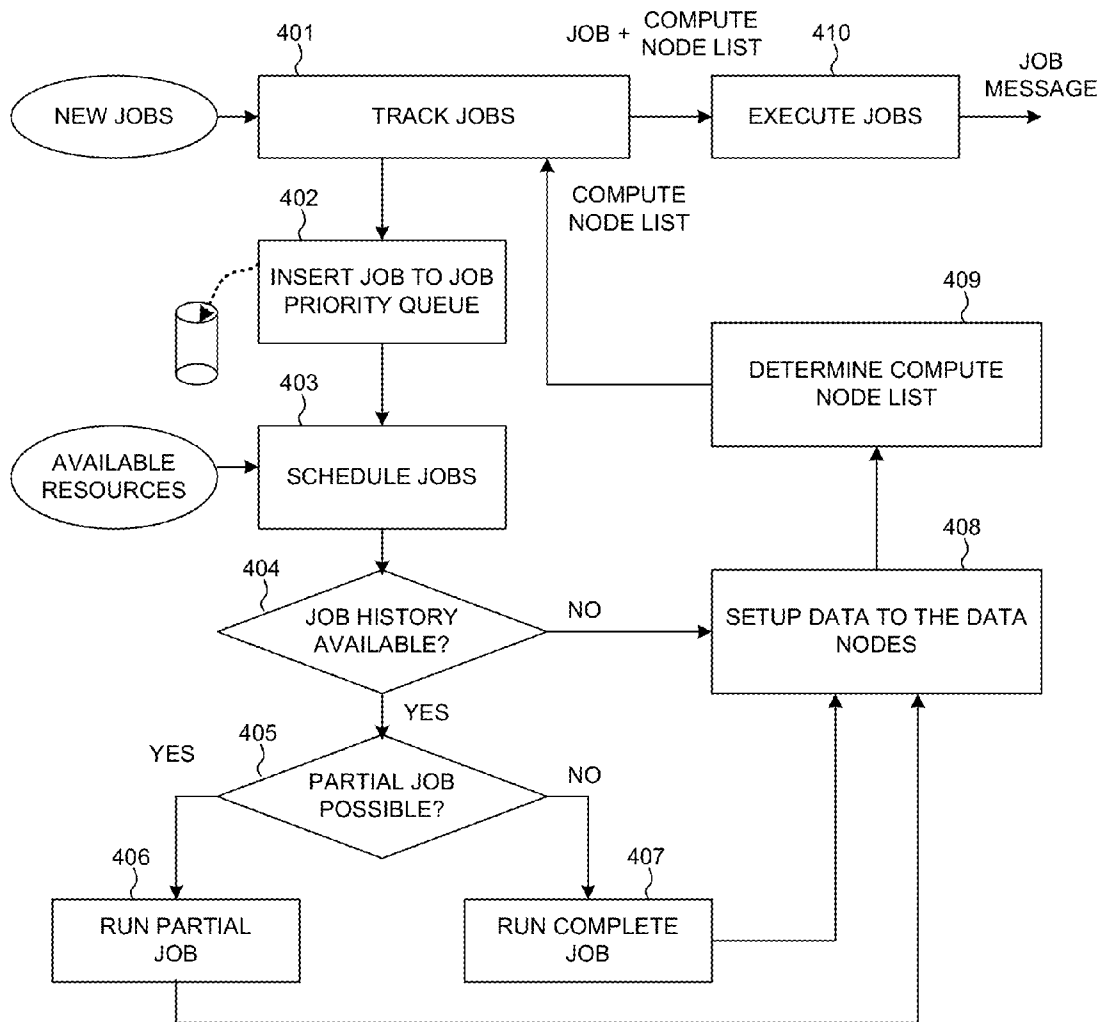 401
JOB +
COMPUTE
NODE LIST
410
JOB
MESSAGE
NEW JOBS
TRACK JOBS
EXECUTE JOBS
COMPUTE
NODE LIST
402
INSERT JOB TO JOB
PRIORITY QUEUE
409
DETERMINE COMPUTE
NODE LIST
403
AVAILABLE
RESOURCES
SCHEDULE JOBS
408
404
JOB HISTORY
AVAILABLE?
NO
SETUP DATA TO THE DATA
NODES
YES
YES
405
PARTIAL JOB
POSSIBLE?
NO
406
407
RUN PARTIAL
JOB
RUN COMPLETE
JOB